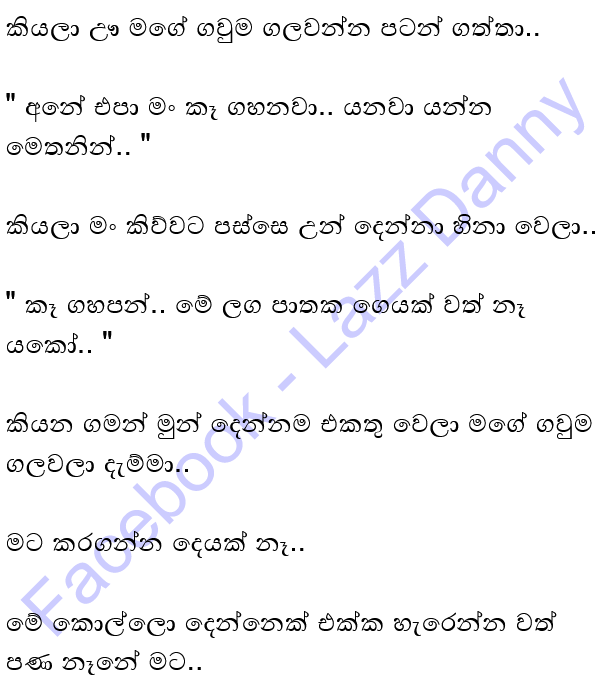 කියලා ඌ මගේ ගවුම ගලවන්න පටන් ගත්තා..
" අනේ එපා මං කෑ ගහනවා.. යනවා යන්න
මෙතනින්.. "
කියලා මං කිව්වට පස්සෙ උන් දෙන්නා හිනා වෙලා..
" කෑ ගහපන්.. මේ ලග පාතක ගෙයක් වත් නෑ
යකෝ.. "
කියන ගමන් මුන් දෙන්නම එකතු වෙලා මගේ ගවුම
ගලවලා දැම්මා..
මට කරගන්න දෙයක් නෑ..
මේ කොල්ලො දෙන්නෙක් එක්ක හැරෙන්න වත්
පණ නෑනේ මට..
Facebook - Lazz Danny